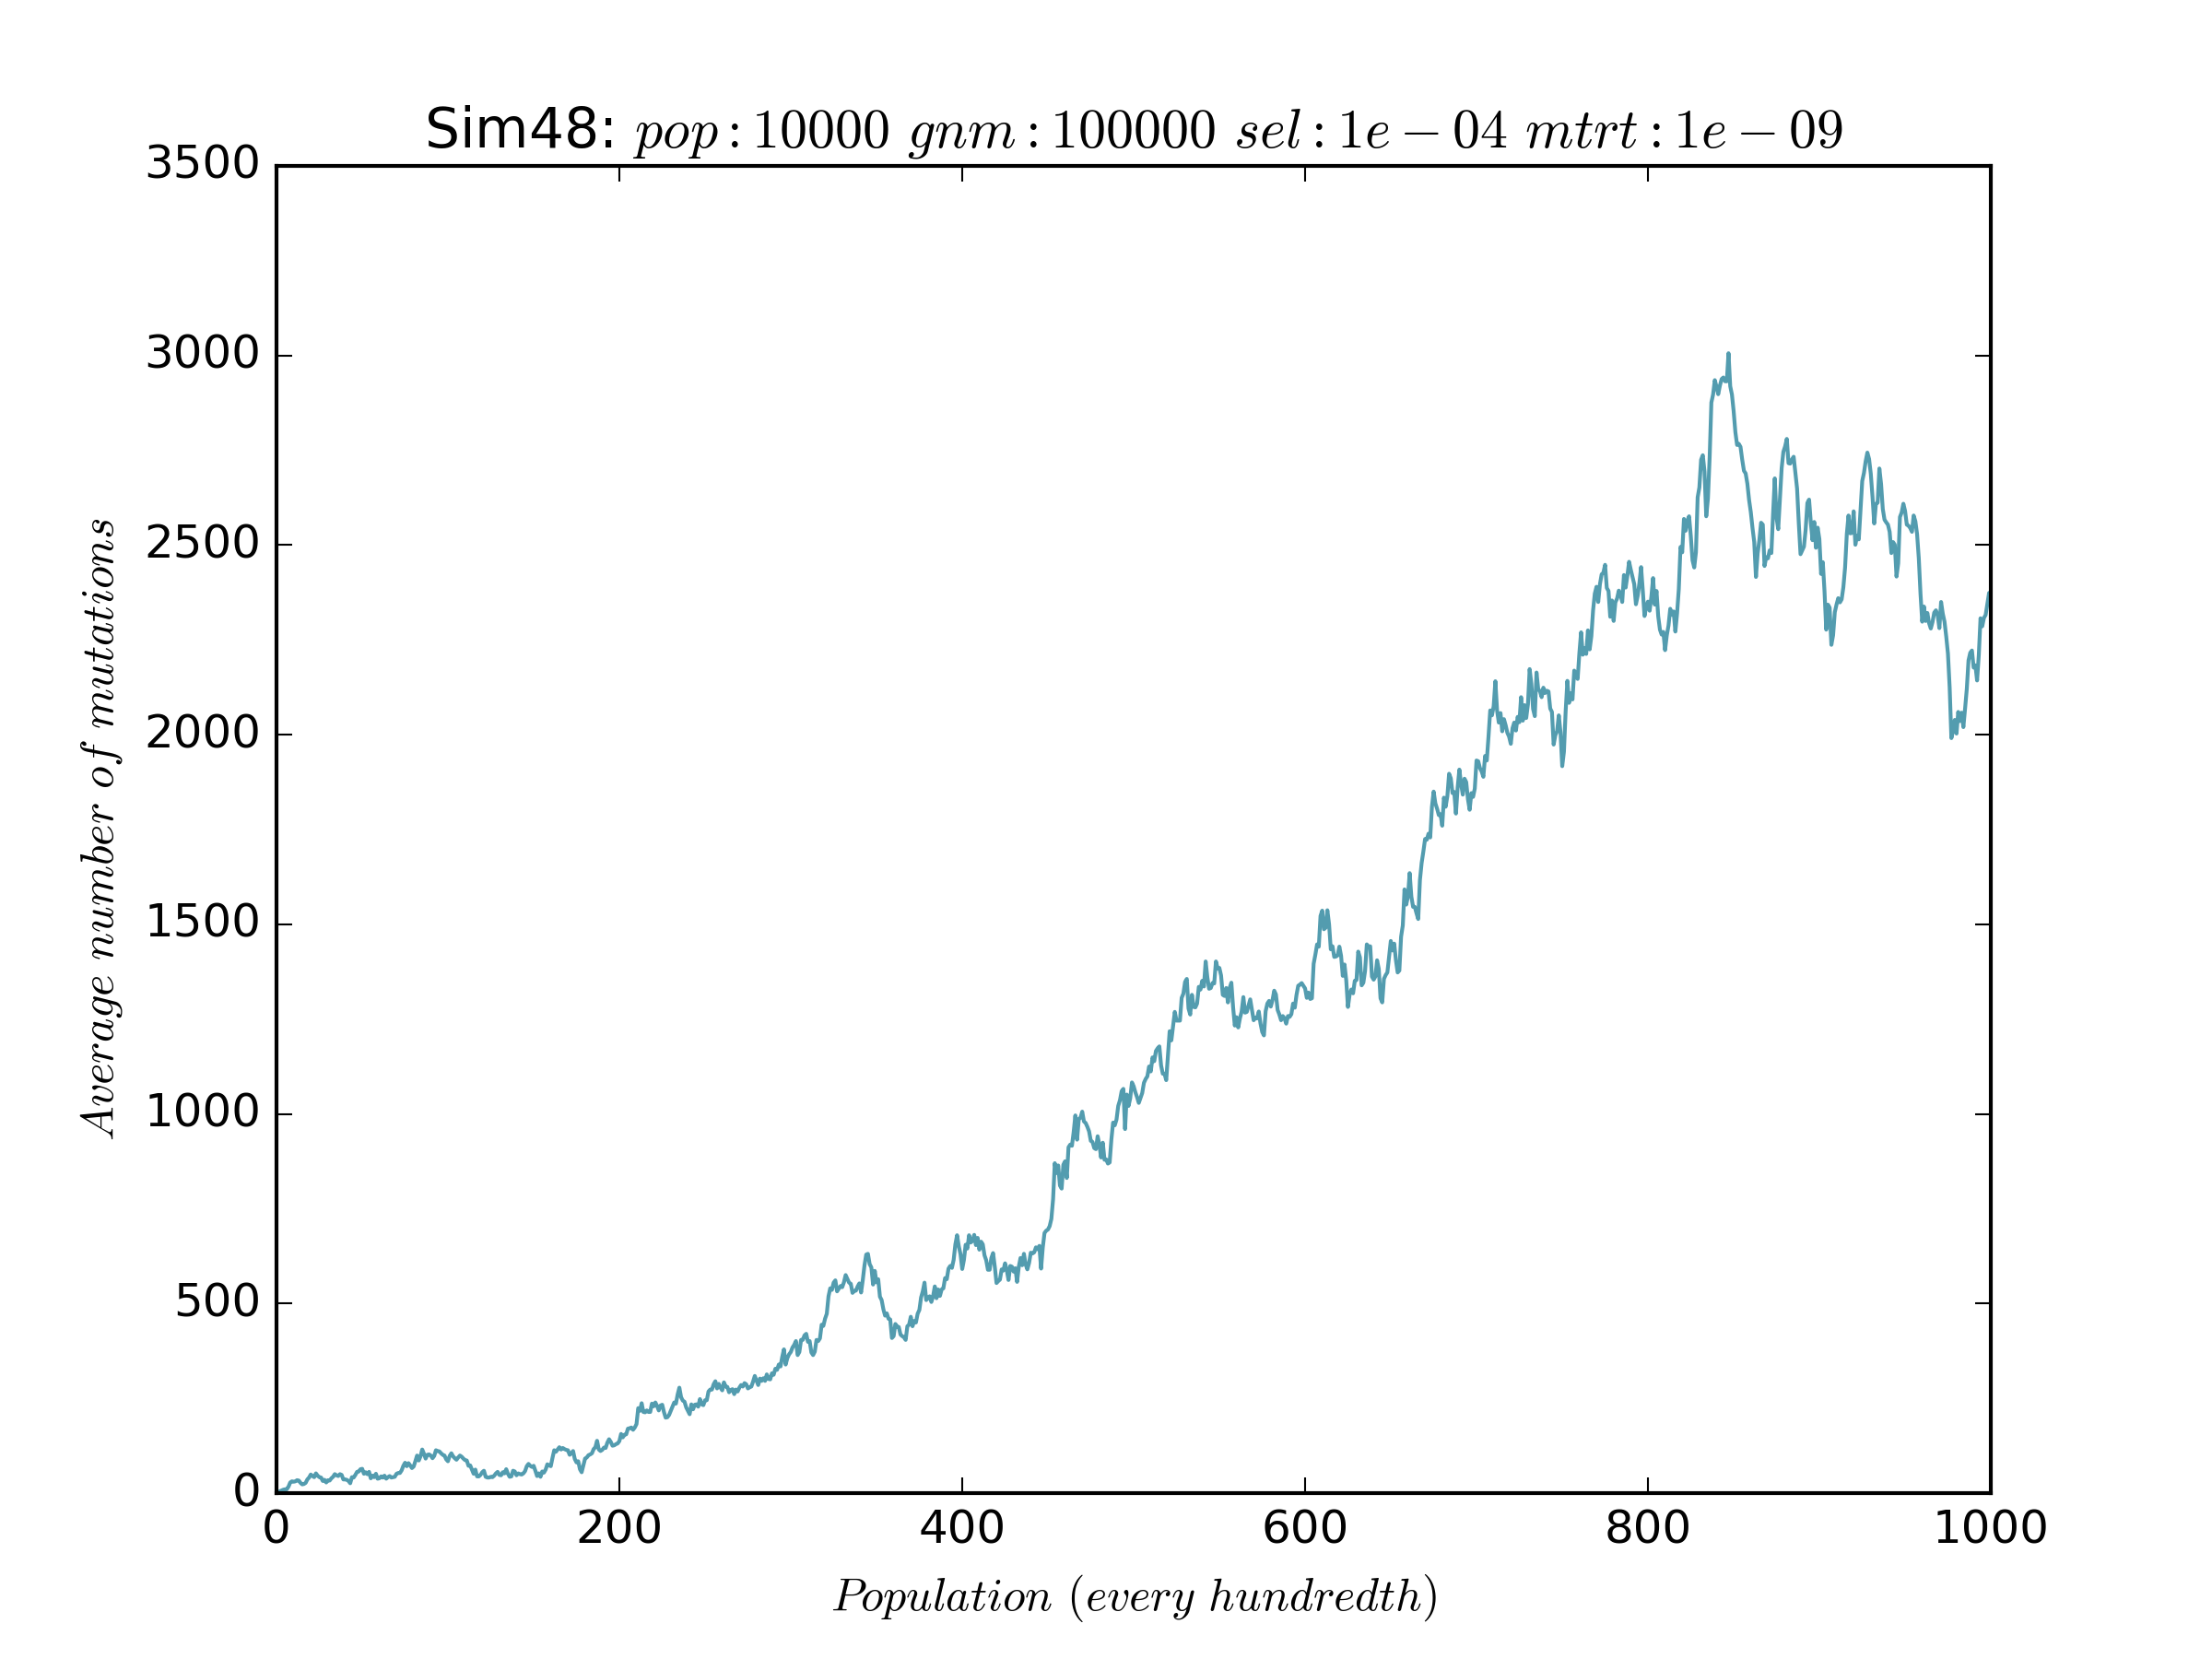 Sim48: pop : 10000 gnm : 100000 sel : 1e − 04 mtrt : 1e − 09
3500
3000
2500
2000
1500
1000
500
0
Average number of mutations
0 200 400 600 800 1000
Population (every hundredth)